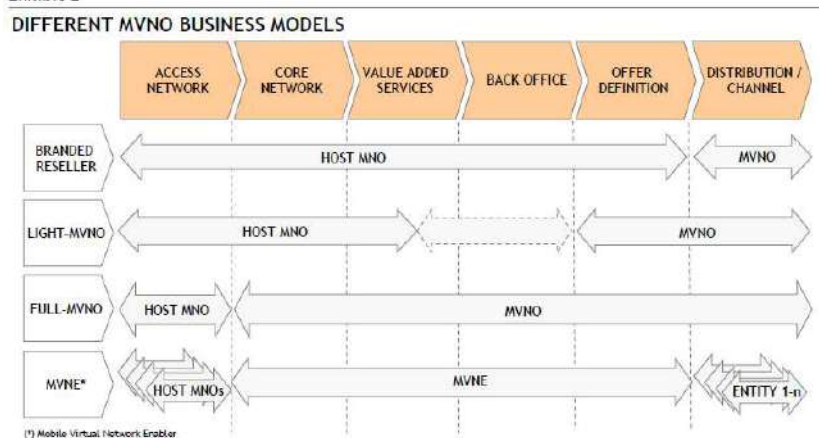 DIFFERENT MVNO BUSINESS MODELS
ACCESS NETWORK
CORE NETWORK
VALUE ADDED SERVICES
BACK OFFICE
OFFER DEFINITION
DISTRIBUTION / CHANNEL
BRANDED RESELLER
HOST MNO
MVNO
LIGHT-MVNO
HOST MNO
MVNO
FULL-MVNO
HOST MNO
MVNO
MVNE*
HOST MNOs
MVNE
ENTITY 1-n
(*) Mobile Virtual Network Enabler